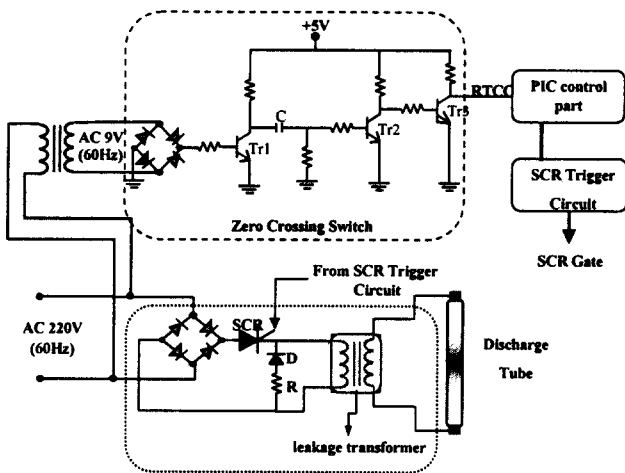 +5V
RTCC
PIC control
part
AC 9V
(60Hz)
C
Tr1
Tr2
Tr3
SCR Trigger
Circuit
Zero Crossing Switch
SCR Gate
From SCR Trigger
Circuit
AC 220V
(60Hz)
SCR
D
R
Discharge
Tube
leakage transformer